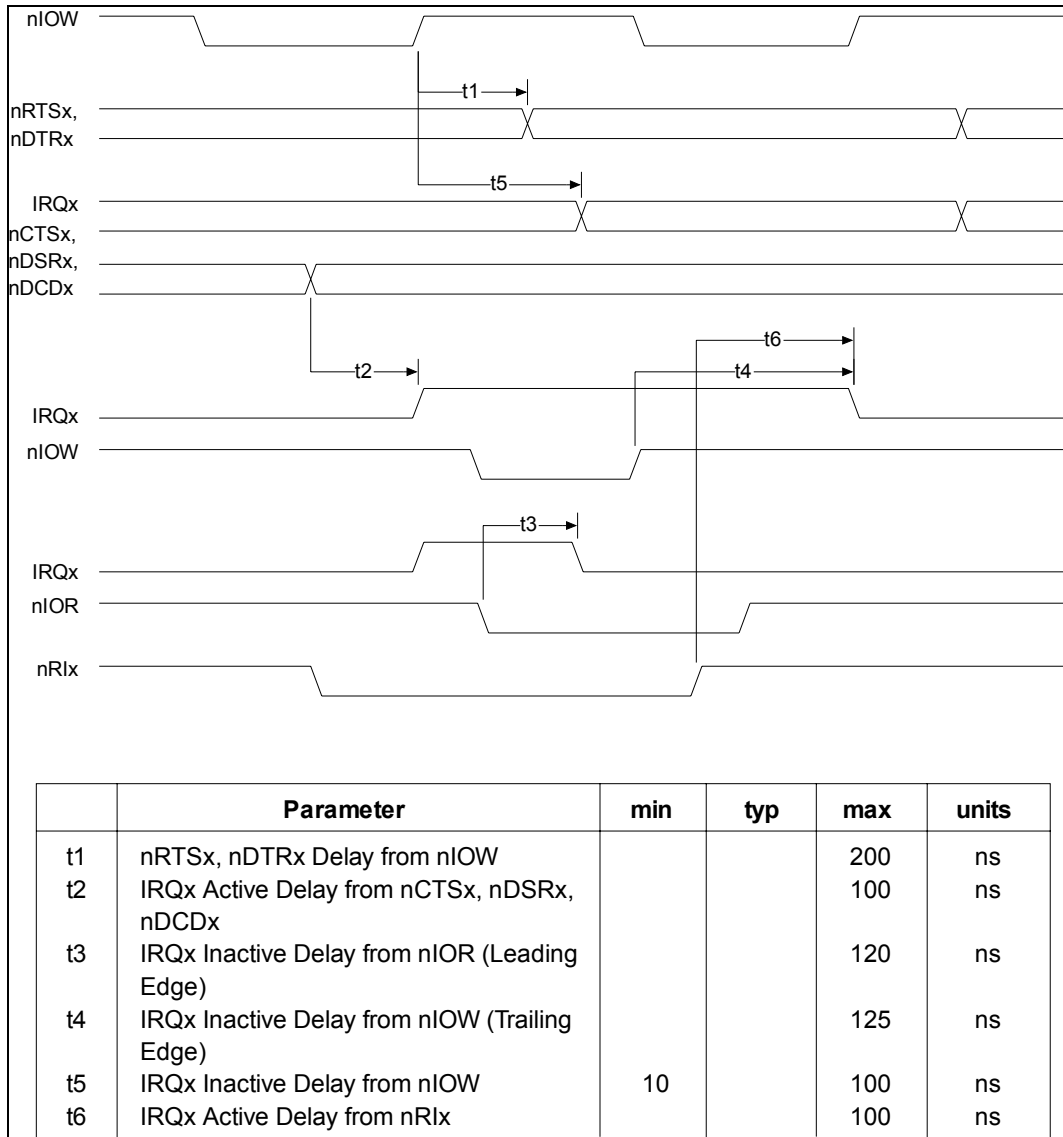 nIOW
t1
nRTSx,
nDTRx
t5
IRQx
nCTSx,
nDSRx,
nDCDx
t6
t2
t4
IRQx
nIOW
t3
IRQx
nIOR
nRIx
Parameter min typ max units
t1 nRTSx, nDTRx Delay from nIOW 200 ns
t2 IRQx Active Delay from nCTSx, nDSRx, 100 ns
nDCDx
t3 IRQx Inactive Delay from nIOR (Leading 120 ns
Edge)
t4 IRQx Inactive Delay from nIOW (Trailing 125 ns
Edge)
t5 IRQx Inactive Delay from nIOW 10 100 ns
t6 IRQx Active Delay from nRIx 100 ns